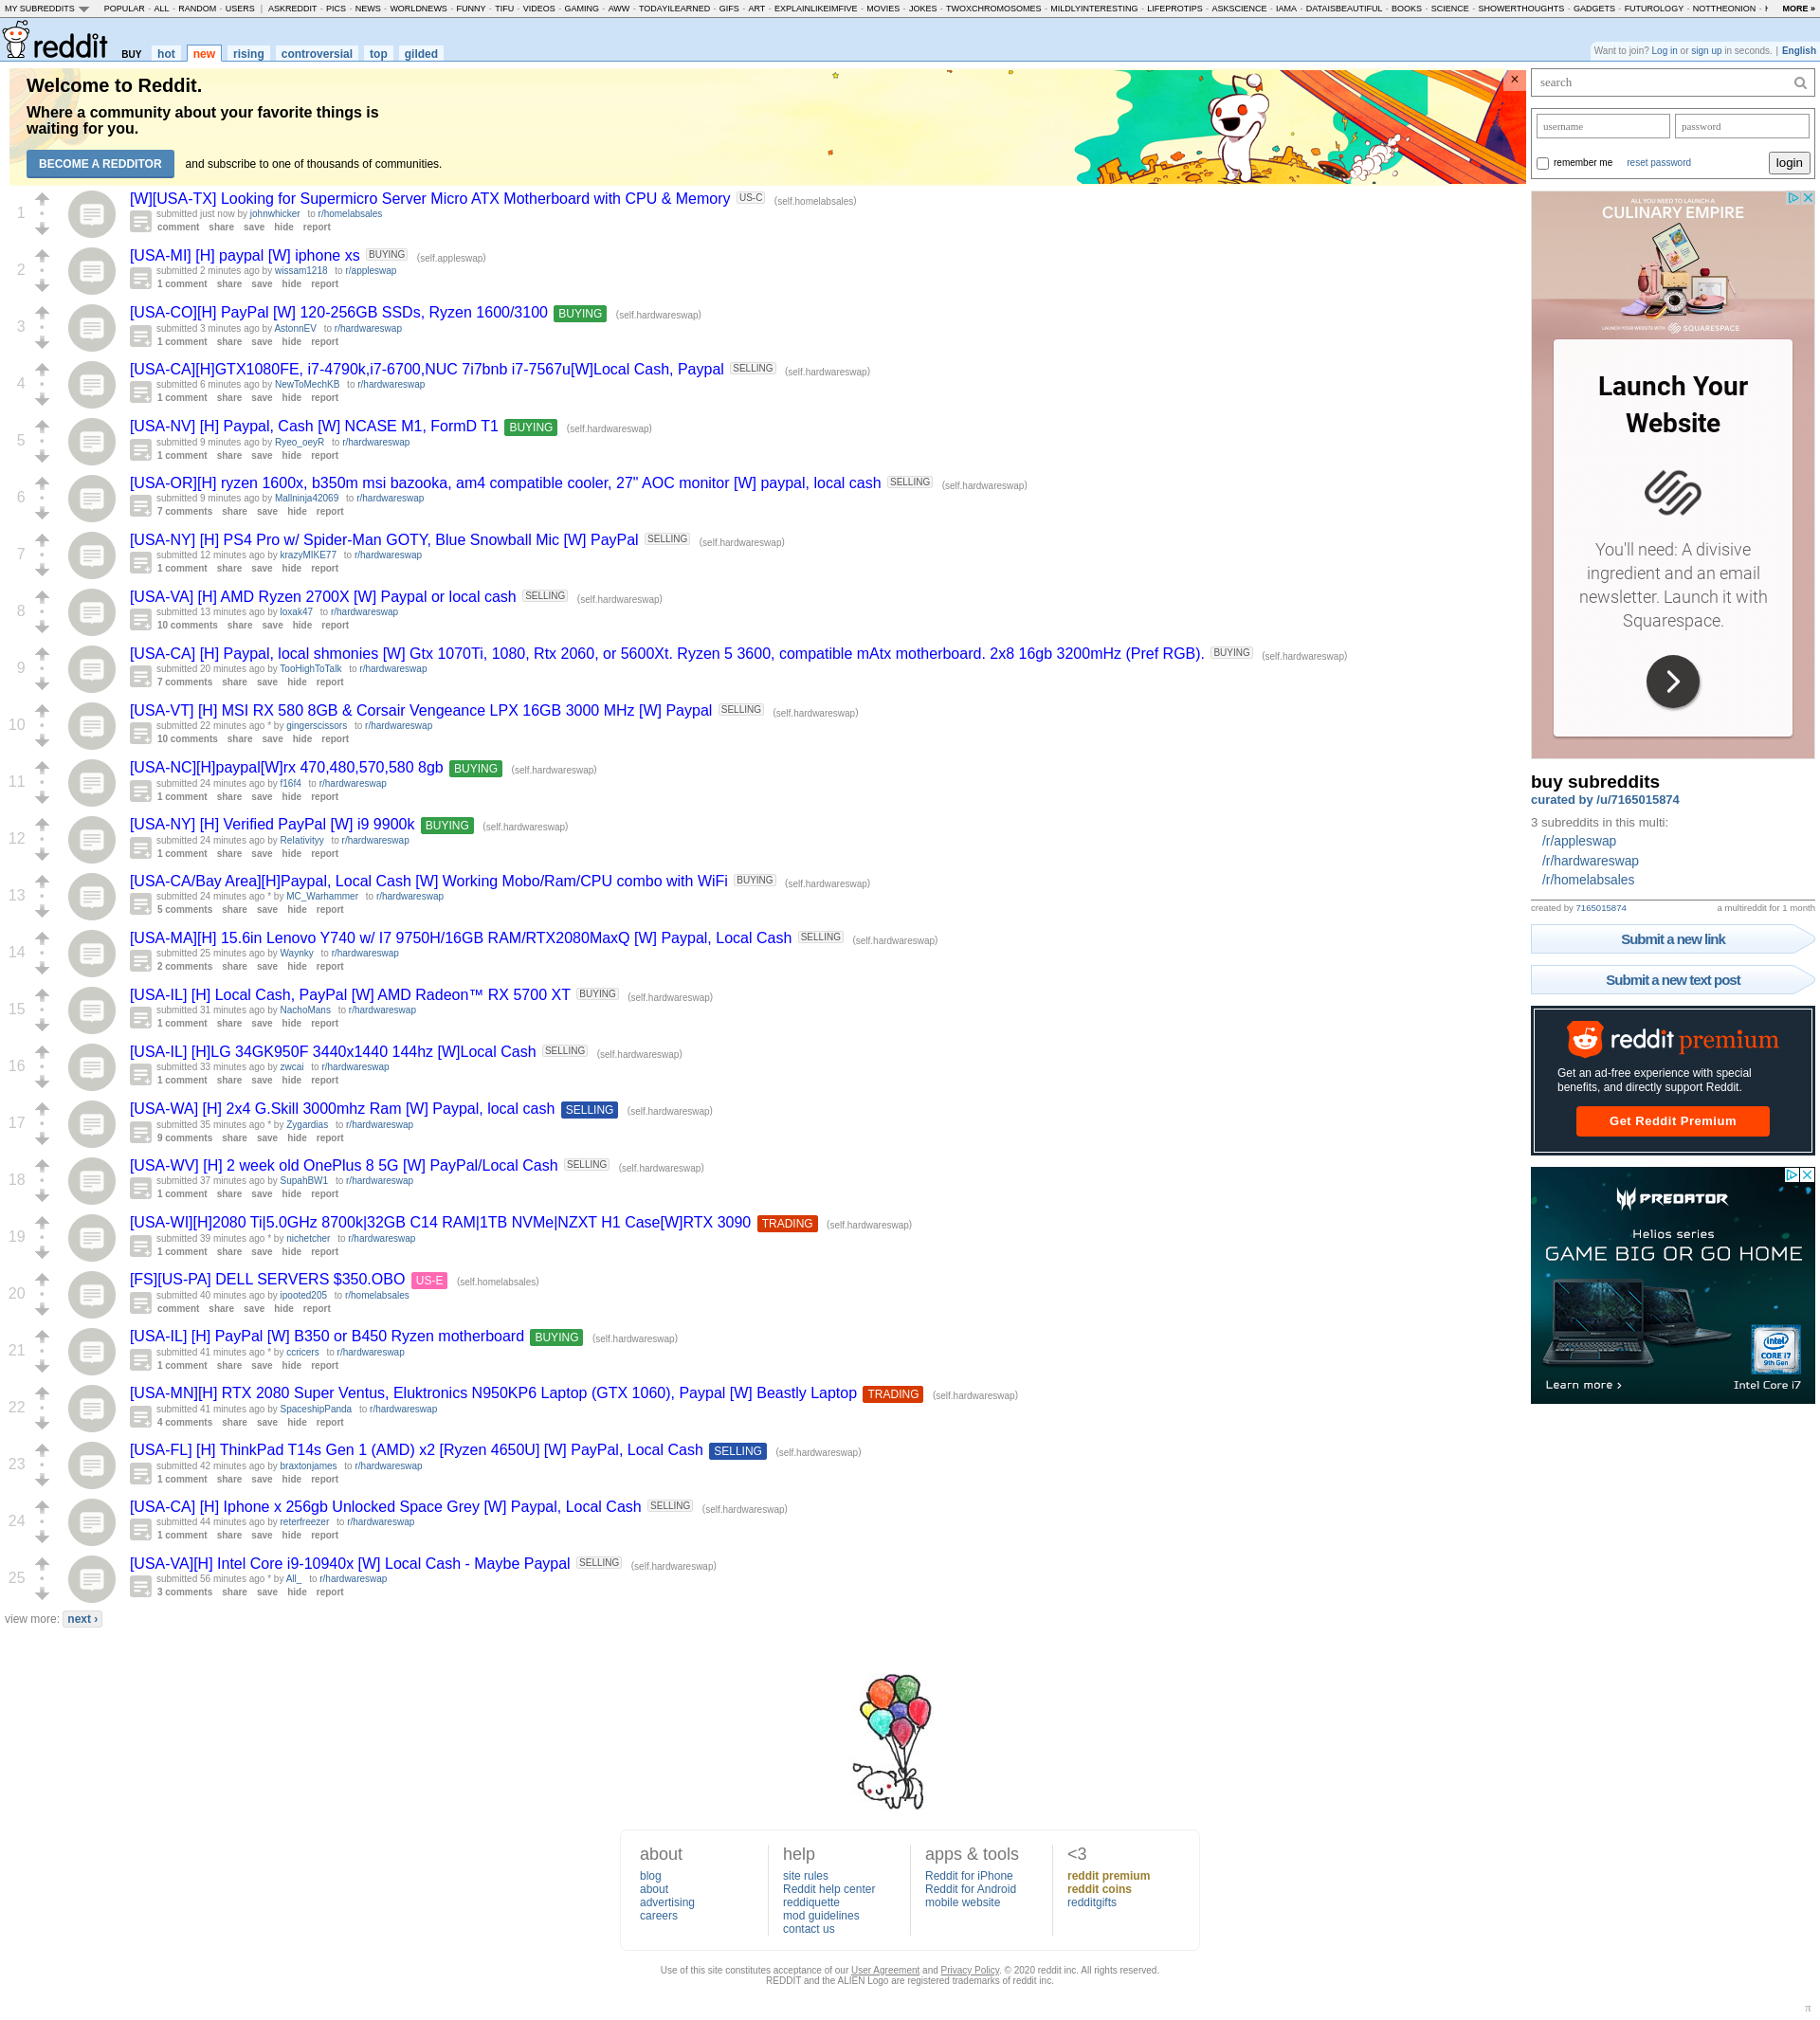 MY SUBREDDITS POPULAR - ALL - RANDOM - USERS | ASKREDDIT - PICS - NEWS - WORLDNEWS - FUNNY - TIFU - VIDEOS - GAMING - AWW - TODAYILEARNED - GIFS - ART - EXPLAINLIKEIMFIVE - MOVIES - JOKES - TWOXCHROMOSOMES - MILDLYINTERESTING - LIFEPROTIPS - ASKSCIENCE - IAMA - DATAISBEAUTIFUL - BOOKS - SCIENCE - SHOWERTHOUGHTS - GADGETS - FUTUROLOGY - NOTTHEONION - MORE »
reddit BUY hot new rising controversial top gilded
Want to join? Log in or sign up in seconds. | English
Welcome to Reddit.
Where a community about your favorite things is
waiting for you.
BECOME A REDDITOR and subscribe to one of thousands of communities.
1
[W][USA-TX] Looking for Supermicro Server Micro ATX Motherboard with CPU & Memory US-C (self.homelabsales)
submitted just now by johnwhicker to r/homelabsales
comment share save hide report
2
[USA-MI] [H] paypal [W] iphone xs BUYING (self.appleswap)
submitted 2 minutes ago by wissam1218 to r/appleswap
1 comment share save hide report
3
[USA-CO][H] PayPal [W] 120-256GB SSDs, Ryzen 1600/3100 BUYING (self.hardwareswap)
submitted 3 minutes ago by AstonnEV to r/hardwareswap
1 comment share save hide report
4
[USA-CA][H]GTX1080FE, i7-4790k,i7-6700,NUC 7i7bnb i7-7567u[W]Local Cash, Paypal SELLING (self.hardwareswap)
submitted 6 minutes ago by NewToMechKB to r/hardwareswap
1 comment share save hide report
5
[USA-NV] [H] Paypal, Cash [W] NCASE M1, FormD T1 BUYING (self.hardwareswap)
submitted 9 minutes ago by Ryeo_oeyR to r/hardwareswap
1 comment share save hide report
6
[USA-OR][H] ryzen 1600x, b350m msi bazooka, am4 compatible cooler, 27" AOC monitor [W] paypal, local cash SELLING (self.hardwareswap)
submitted 9 minutes ago by Mallninja42069 to r/hardwareswap
7 comments share save hide report
7
[USA-NY] [H] PS4 Pro w/ Spider-Man GOTY, Blue Snowball Mic [W] PayPal SELLING (self.hardwareswap)
submitted 12 minutes ago by krazyMIKE77 to r/hardwareswap
1 comment share save hide report
8
[USA-VA] [H] AMD Ryzen 2700X [W] Paypal or local cash SELLING (self.hardwareswap)
submitted 13 minutes ago by loxak47 to r/hardwareswap
10 comments share save hide report
9
[USA-CA] [H] Paypal, local shmonies [W] Gtx 1070Ti, 1080, Rtx 2060, or 5600Xt. Ryzen 5 3600, compatible mAtx motherboard. 2x8 16gb 3200mHz (Pref RGB). BUYING (self.hardwareswap)
submitted 20 minutes ago by TooHighToTalk to r/hardwareswap
7 comments share save hide report
10
[USA-VT] [H] MSI RX 580 8GB & Corsair Vengeance LPX 16GB 3000 MHz [W] Paypal SELLING (self.hardwareswap)
submitted 22 minutes ago * by gingerscissors to r/hardwareswap
10 comments share save hide report
11
[USA-NC][H]paypal[W]rx 470,480,570,580 8gb BUYING (self.hardwareswap)
submitted 24 minutes ago by f16f4 to r/hardwareswap
1 comment share save hide report
12
[USA-NY] [H] Verified PayPal [W] i9 9900k BUYING (self.hardwareswap)
submitted 24 minutes ago by Relativityy to r/hardwareswap
1 comment share save hide report
13
[USA-CA/Bay Area][H]Paypal, Local Cash [W] Working Mobo/Ram/CPU combo with WiFi BUYING (self.hardwareswap)
submitted 24 minutes ago * by MC_Warhammer to r/hardwareswap
5 comments share save hide report
14
[USA-MA][H] 15.6in Lenovo Y740 w/ I7 9750H/16GB RAM/RTX2080MaxQ [W] Paypal, Local Cash SELLING (self.hardwareswap)
submitted 25 minutes ago by Waynky to r/hardwareswap
2 comments share save hide report
15
[USA-IL] [H] Local Cash, PayPal [W] AMD Radeon™ RX 5700 XT BUYING (self.hardwareswap)
submitted 31 minutes ago by NachoMans to r/hardwareswap
1 comment share save hide report
16
[USA-IL] [H]LG 34GK950F 3440x1440 144hz [W]Local Cash SELLING (self.hardwareswap)
submitted 33 minutes ago by zwcai to r/hardwareswap
1 comment share save hide report
17
[USA-WA] [H] 2x4 G.Skill 3000mhz Ram [W] Paypal, local cash SELLING (self.hardwareswap)
submitted 35 minutes ago * by Zygardias to r/hardwareswap
9 comments share save hide report
18
[USA-WV] [H] 2 week old OnePlus 8 5G [W] PayPal/Local Cash SELLING (self.hardwareswap)
submitted 37 minutes ago by SupahBW1 to r/hardwareswap
1 comment share save hide report
19
[USA-WI][H]2080 Ti|5.0GHz 8700k|32GB C14 RAM|1TB NVMe|NZXT H1 Case[W]RTX 3090 TRADING (self.hardwareswap)
submitted 39 minutes ago * by nichetcher to r/hardwareswap
1 comment share save hide report
20
[FS][US-PA] DELL SERVERS $350.OBO US-E (self.homelabsales)
submitted 40 minutes ago by ipooted205 to r/homelabsales
comment share save hide report
21
[USA-IL] [H] PayPal [W] B350 or B450 Ryzen motherboard BUYING (self.hardwareswap)
submitted 41 minutes ago * by ccricers to r/hardwareswap
1 comment share save hide report
22
[USA-MN][H] RTX 2080 Super Ventus, Eluktronics N950KP6 Laptop (GTX 1060), Paypal [W] Beastly Laptop TRADING (self.hardwareswap)
submitted 41 minutes ago by SpaceshipPanda to r/hardwareswap
4 comments share save hide report
23
[USA-FL] [H] ThinkPad T14s Gen 1 (AMD) x2 [Ryzen 4650U] [W] PayPal, Local Cash SELLING (self.hardwareswap)
submitted 42 minutes ago by braxtonjames to r/hardwareswap
1 comment share save hide report
24
[USA-CA] [H] Iphone x 256gb Unlocked Space Grey [W] Paypal, Local Cash SELLING (self.hardwareswap)
submitted 44 minutes ago by reterfreezer to r/hardwareswap
1 comment share save hide report
25
[USA-VA][H] Intel Core i9-10940x [W] Local Cash - Maybe Paypal SELLING (self.hardwareswap)
submitted 56 minutes ago * by All_ to r/hardwareswap
3 comments share save hide report
view more: next ›
search
username password
remember me reset password login
ALL YOU NEED TO LAUNCH A
CULINARY EMPIRE
LAUNCH YOUR WEBSITE WITH SQUARESPACE
Launch Your
Website
You'll need: A divisive
ingredient and an email
newsletter. Launch it with
Squarespace.
buy subreddits
curated by /u/7165015874
3 subreddits in this multi:
/r/appleswap
/r/hardwareswap
/r/homelabsales
created by 7165015874 a multireddit for 1 month
Submit a new link
Submit a new text post
reddit premium
Get an ad-free experience with special
benefits, and directly support Reddit.
Get Reddit Premium
PREDATOR
Helios series
GAME BIG OR GO HOME
intel
CORE i7
9th Gen
Learn more > Intel Core i7
about
blog
about
advertising
careers
help
site rules
Reddit help center
reddiquette
mod guidelines
contact us
apps & tools
Reddit for iPhone
Reddit for Android
mobile website
<3
reddit premium
reddit coins
redditgifts
Use of this site constitutes acceptance of our User Agreement and Privacy Policy. © 2020 reddit inc. All rights reserved.
REDDIT and the ALIEN Logo are registered trademarks of reddit inc.
π